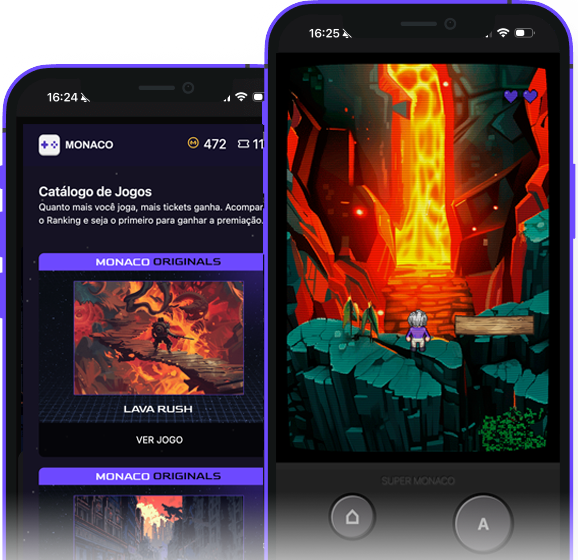 16:24
MONACO
472
11
Catálogo de Jogos
Quanto mais você joga, mais tickets ganha. Acompan
o Ranking e seja o primeiro para ganhar a premiação.
MONACO ORIGINALS
LAVA RUSH
VER JOGO
MONACO ORIGINALS
16:25
SUPER MONACO
A